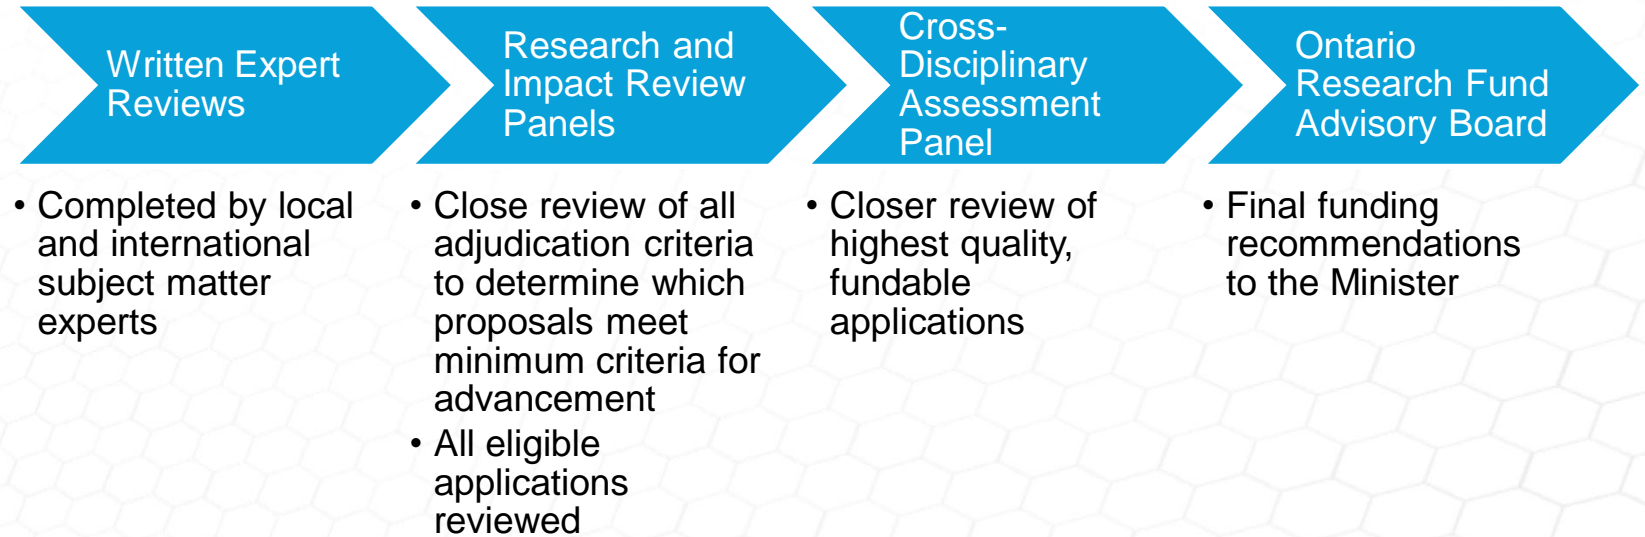 Written Expert
Reviews
Research and
Impact Review
Panels
Cross-
Disciplinary
Assessment
Panel
Ontario
Research Fund
Advisory Board
• Completed by local
and international
subject matter
experts
• Close review of all
adjudication criteria
to determine which
proposals meet
minimum criteria for
advancement
• All eligible
applications
reviewed
• Closer review of
highest quality,
fundable
applications
• Final funding
recommendations
to the Minister